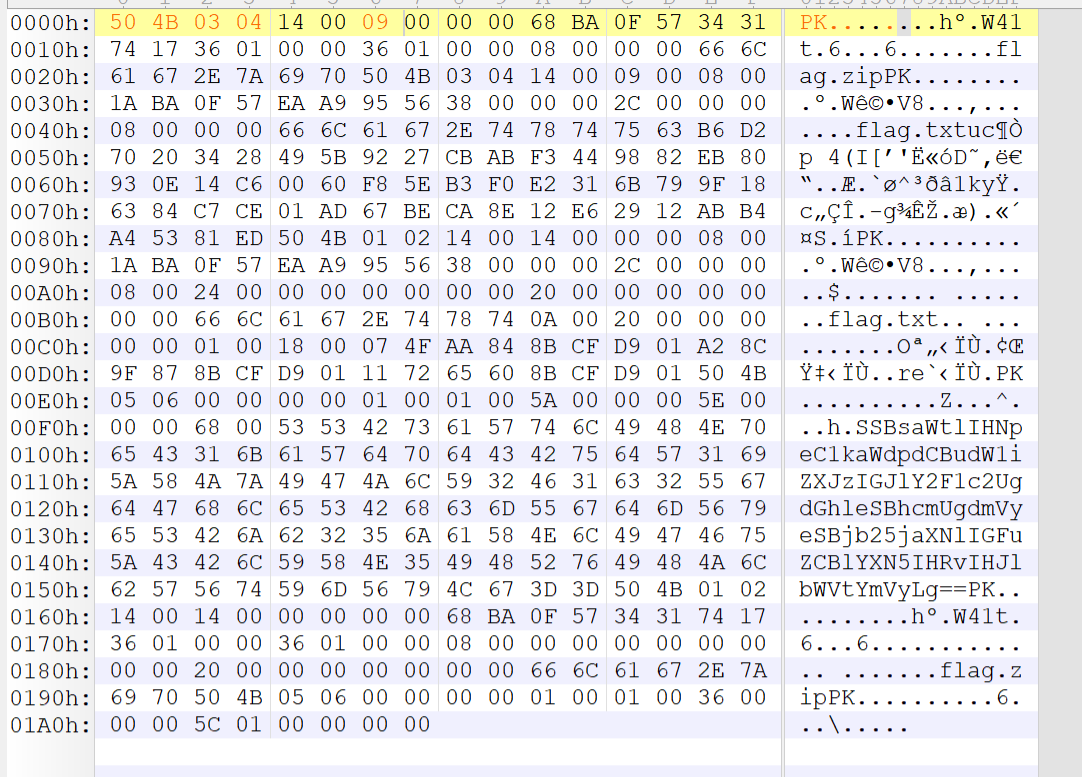 0000h: 50 4B 03 04 14 00 09 00 00 00 68 BA 0F 57 34 31 PK........hº.W41
0010h: 74 17 36 01 00 00 36 01 00 00 08 00 00 00 66 6C t.6...6.......fl
0020h: 61 67 2E 7A 69 70 50 4B 03 04 14 00 09 00 08 00 ag.zipPK........
0030h: 1A BA 0F 57 EA A9 95 56 38 00 00 00 2C 00 00 00 .º.Wê©•V8...,...
0040h: 08 00 00 00 66 6C 61 67 2E 74 78 74 75 63 B6 D2 ....flag.txtuc¶Ò
0050h: 70 20 34 28 49 5B 92 27 CB AB F3 44 98 82 EB 80 p 4(I[’'Ë«óD˜‚ë€
0060h: 93 0E 14 C6 00 60 F8 5E B3 F0 E2 31 6B 79 9F 18 “..Æ.`ø^³ðâ1kyŸ.
0070h: 63 84 C7 CE 01 AD 67 BE CA 8E 12 E6 29 12 AB B4 c„ÇÎ.-g¾ÊŽ.æ).«´
0080h: A4 53 81 ED 50 4B 01 02 14 00 14 00 00 00 08 00 ¤S.íPK..........
0090h: 1A BA 0F 57 EA A9 95 56 38 00 00 00 2C 00 00 00 .º.Wê©•V8...,...
00A0h: 08 00 24 00 00 00 00 00 00 00 20 00 00 00 00 00 ..$....... .....
00B0h: 00 00 66 6C 61 67 2E 74 78 74 0A 00 20 00 00 00 ..flag.txt.. ...
00C0h: 00 00 01 00 18 00 07 4F AA 84 8B CF D9 01 A2 8C .......Oª„‹ÏÙ.¢Œ
00D0h: 9F 87 8B CF D9 01 11 72 65 60 8B CF D9 01 50 4B Ÿ‡‹ÏÙ..re`‹ÏÙ.PK
00E0h: 05 06 00 00 00 00 01 00 01 00 5A 00 00 00 5E 00 ..........Z...^.
00F0h: 00 00 68 00 53 53 42 73 61 57 74 6C 49 48 4E 70 ..h.SSBsaWtlIHNp
0100h: 65 43 31 6B 61 57 64 70 64 43 42 75 64 57 31 69 eC1kaWdpdCBudW1i
0110h: 5A 58 4A 7A 49 47 4A 6C 59 32 46 31 63 32 55 67 ZXJzIGJlY2F1c2Ug
0120h: 64 47 68 6C 65 53 42 68 63 6D 55 67 64 6D 56 79 dGhleSBhcmUgdmVy
0130h: 65 53 42 6A 62 32 35 6A 61 58 4E 6C 49 47 46 75 eSBjb25jaXNlIGFu
0140h: 5A 43 42 6C 59 58 4E 35 49 48 52 76 49 48 4A 6C ZCBlYXN5IHRvIHJl
0150h: 62 57 56 74 59 6D 56 79 4C 67 3D 3D 50 4B 01 02 bWVtYmVyLg==PK..
0160h: 14 00 14 00 00 00 00 00 68 BA 0F 57 34 31 74 17 ........hº.W41t.
0170h: 36 01 00 00 36 01 00 00 08 00 00 00 00 00 00 00 6...6...........
0180h: 00 00 20 00 00 00 00 00 00 00 66 6C 61 67 2E 7A .. .......flag.z
0190h: 69 70 50 4B 05 06 00 00 00 00 01 00 01 00 36 00 ipPK..........6.
01A0h: 00 00 5C 01 00 00 00 00 ..\.....